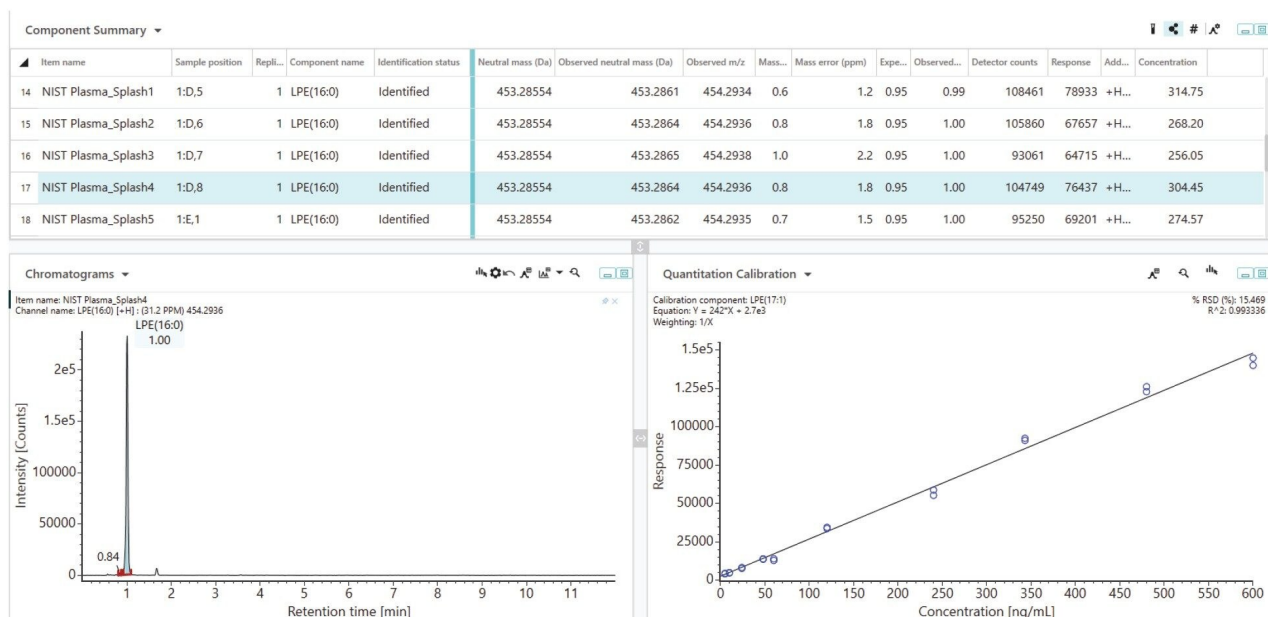 Component Summary
Item name Sample position Repli... Component name Identification status Neutral mass (Da) Observed neutral mass (Da) Observed m/z Mass... Mass error (ppm) Expe... Observed... Detector counts Response Add... Concentration
14 NIST Plasma_Splash1 1:D,5 1 LPE(16:0) Identified 453.28554 453.2861 454.2934 0.6 1.2 0.95 0.99 108461 78933 +H... 314.75
15 NIST Plasma_Splash2 1:D,6 1 LPE(16:0) Identified 453.28554 453.2864 454.2936 0.8 1.8 0.95 1.00 105860 67657 +H... 268.20
16 NIST Plasma_Splash3 1:D,7 1 LPE(16:0) Identified 453.28554 453.2865 454.2938 1.0 2.2 0.95 1.00 93061 64715 +H... 256.05
17 NIST Plasma_Splash4 1:D,8 1 LPE(16:0) Identified 453.28554 453.2864 454.2936 0.8 1.8 0.95 1.00 104749 76437 +H... 304.45
18 NIST Plasma_Splash5 1:E,1 1 LPE(16:0) Identified 453.28554 453.2862 454.2935 0.7 1.5 0.95 1.00 95250 69201 +H... 274.57
Chromatograms
Item name: NIST Plasma_Splash4
Channel name: LPE(16:0) [+H] : (31.2 PPM) 454.2936
LPE(16:0)
1.00
2e5
1.5e5
100000
50000
0
0.84
Intensity [Counts]
1 2 3 4 5 6 7 8 9 10 11
Retention time [min]
Quantitation Calibration
Calibration component: LPE(17:1)
Equation: Y = 242*X + 2.7e3
Weighting: 1/X
% RSD (%): 15.469
R^2: 0.993336
1.5e5
1.25e5
100000
75000
50000
25000
0
Response
0 50 100 150 200 250 300 350 400 450 500 550 600
Concentration [ng/mL]